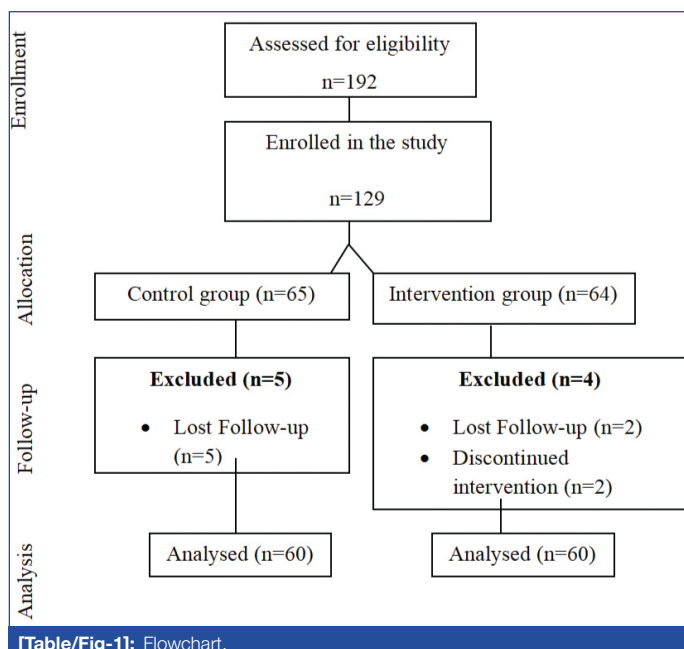 Enrollment
Assessed for eligibility
n=192
Enrolled in the study
n=129
Allocation
Control group (n=65)
Intervention group (n=64)
Follow-up
Excluded (n=5)
• Lost Follow-up
(n=5)
Excluded (n=4)
• Lost Follow-up (n=2)
• Discontinued
intervention (n=2)
Analysis
Analysed (n=60)
Analysed (n=60)
[Table/Fig-1]: Flowchart.